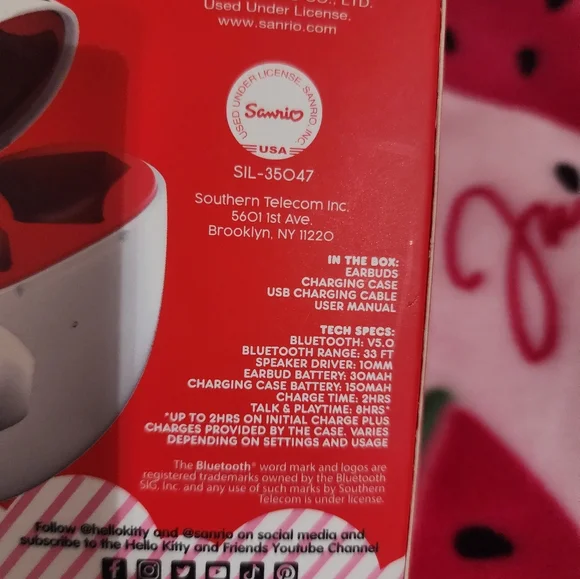 CO., LTD.
Used Under License.
www.sanrio.com
USED UNDER LICENSE. SANRIO, INC.
Sanrio
USA
SIL-35047
Southern Telecom Inc.
5601 1st Ave.
Brooklyn, NY 11220
IN THE BOX:
EARBUDS
CHARGING CASE
USB CHARGING CABLE
USER MANUAL
TECH SPECS:
BLUETOOTH: V5.0
BLUETOOTH RANGE: 33 FT
SPEAKER DRIVER: 10MM
EARBUD BATTERY: 30MAH
CHARGING CASE BATTERY: 150MAH
CHARGE TIME: 2HRS
TALK & PLAYTIME: 8HRS*
*UP TO 2HRS ON INITIAL CHARGE PLUS
CHARGES PROVIDED BY THE CASE. VARIES
DEPENDING ON SETTINGS AND USAGE
The Bluetooth® word mark and logos are
registered trademarks owned by the Bluetooth
SIG, Inc. and any use of such marks by Southern
Telecom is under license.
Follow @hellokitty and @sanrio on social media and
subscribe to the Hello Kitty and Friends Youtube Channel